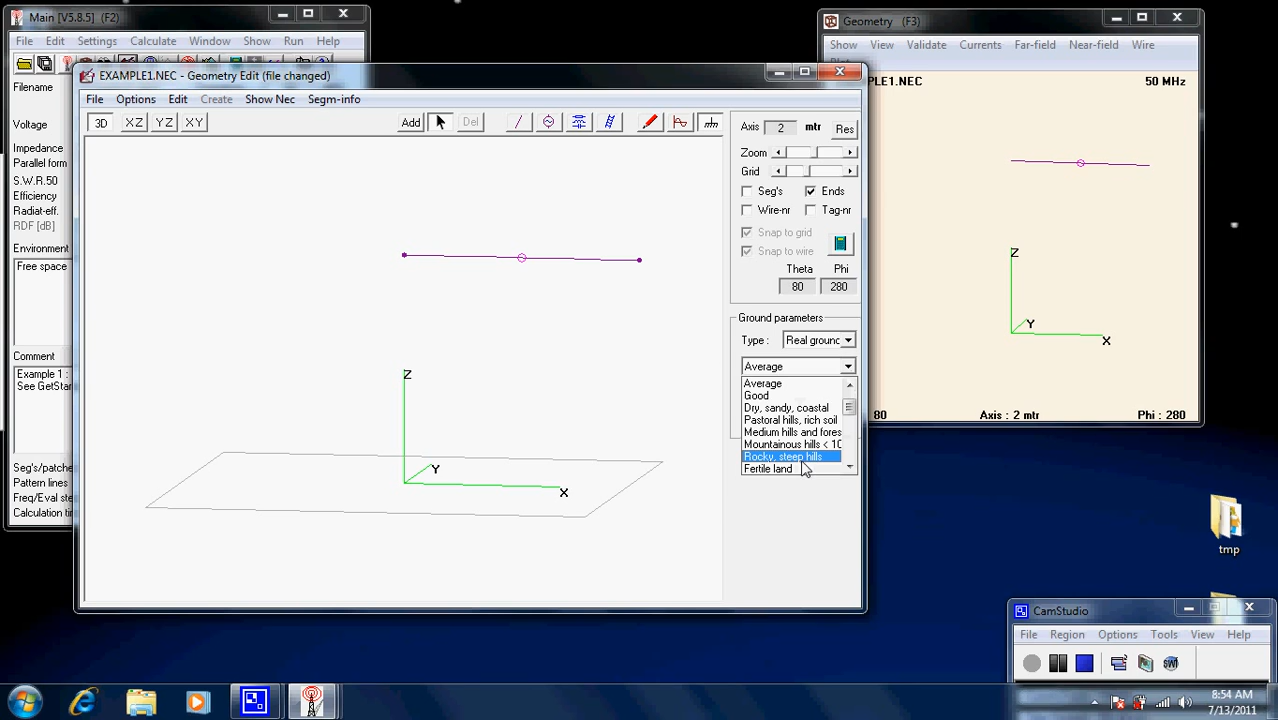 Main [V5.8.5] (F2)
File Edit Settings Calculate Window Show Run Help
Filename
Voltage
Impedance
Parallel form
S.W.R.50
Efficiency
Radiat-eff.
RDF [dB]
Environment
Free space
Comment
Example 1 :
See GetStar
Seg's/patches
Pattern lines
Freq/Eval step
Calculation ti
EXAMPLE1.NEC - Geometry Edit (file changed)
File Options Edit Create Show Nec Segm-info
3D XZ YZ XY Add Del
Z
Y
X
Axis 2 mtr Res
Zoom
Grid
Seg's Ends
Wire-nr Tag-nr
Snap to grid
Snap to wire
Theta Phi
80 280
Ground parameters
Type : Real ground
Average
Average
Good
Dry, sandy, coastal
Pastoral hills, rich soil
Medium hills and fores
Mountainous hills < 10
Rocky, steep hills
Fertile land
Geometry (F3)
Show View Validate Currents Far-field Near-field Wire
PLE1.NEC 50 MHz
Z
Y
X
80 Axis : 2 mtr Phi : 280
tmp
CamStudio
File Region Options Tools View Help
SWF
8:54 AM
7/13/2011